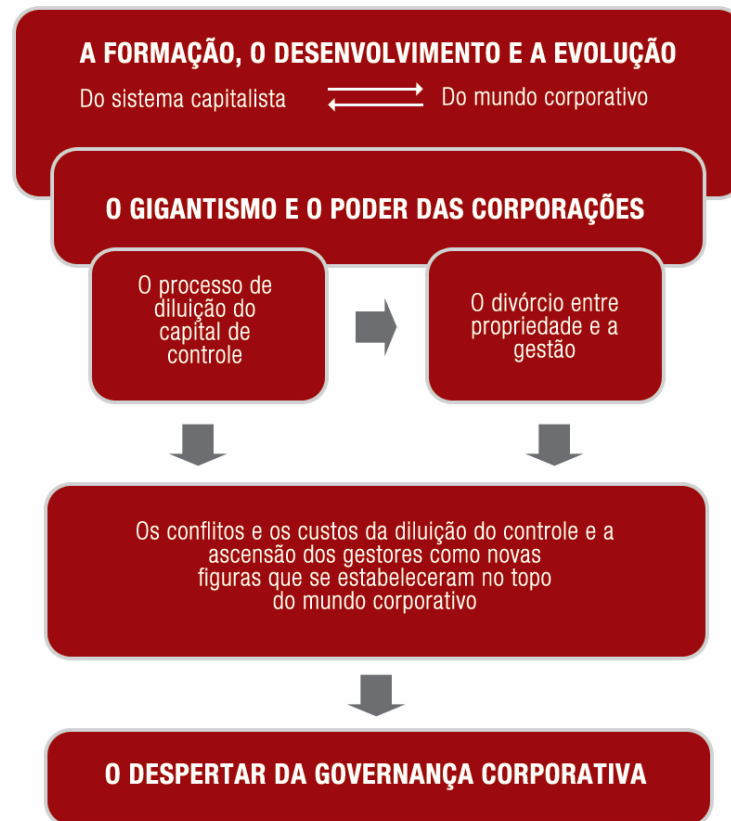 A FORMAÇÃO, O DESENVOLVIMENTO E A EVOLUÇÃO
Do sistema capitalista
Do mundo corporativo
O GIGANTISMO E O PODER DAS CORPORAÇÕES
O processo de
diluição do
capital de
controle
O divórcio entre
propriedade e a
gestão
Os conflitos e os custos da diluição do controle e a
ascensão dos gestores como novas
figuras que se estabeleceram no topo
do mundo corporativo
O DESPERTAR DA GOVERNANÇA CORPORATIVA